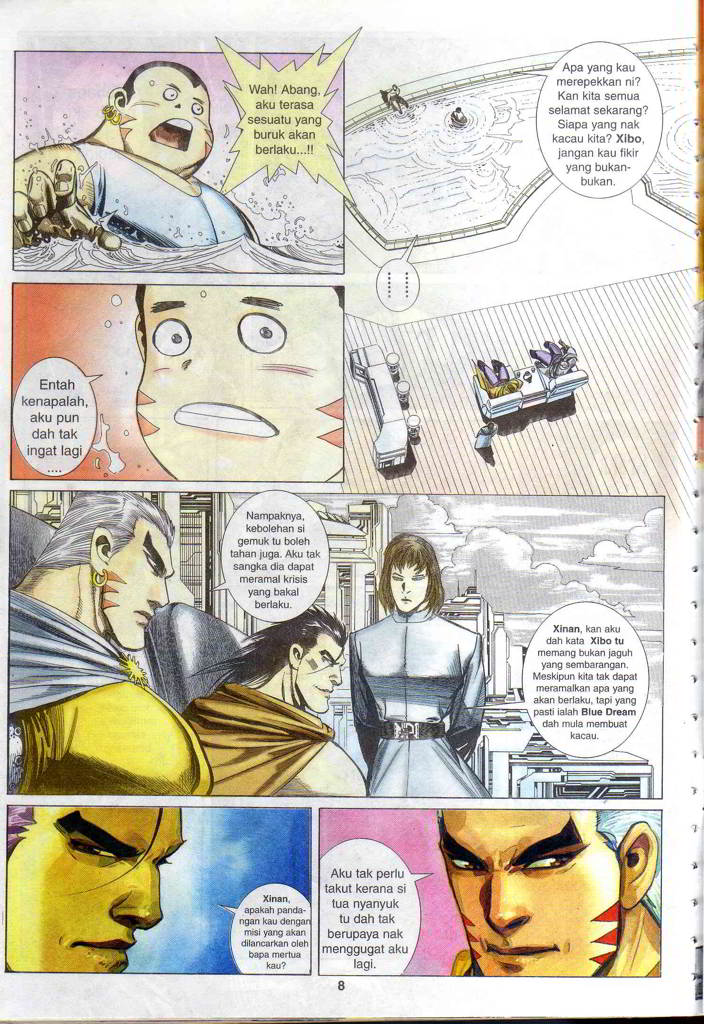 Wah! Abang,
aku terasa
sesuatu yang
buruk akan
berlaku...!!
Apa yang kau
merepekkan ni?
Kan kita semua
selamat sekarang?
Siapa yang nak
kacau kita? Xibo,
jangan kau fikir
yang bukan-
bukan.
Entah
kenapalah,
aku pun
dah tak
ingat lagi
....
Nampaknya,
kebolehan si
gemuk tu boleh
tahan juga. Aku tak
sangka dia dapat
meramal krisis
yang bakal
berlaku.
Xinan, kan aku
dah kata Xibo tu
memang bukan jaguh
yang sembarangan.
Meskipun kita tak dapat
meramalkan apa yang
akan berlaku, tapi yang
pasti ialah Blue Dream
dah mula membuat
kacau.
Xinan,
apakah panda-
ngan kau dengan
misi yang akan
dilancarkan oleh
bapa mertua
kau?
Aku tak perlu
takut kerana si
tua nyanyuk
tu dah tak
berupaya nak
menggugat aku
lagi.
8